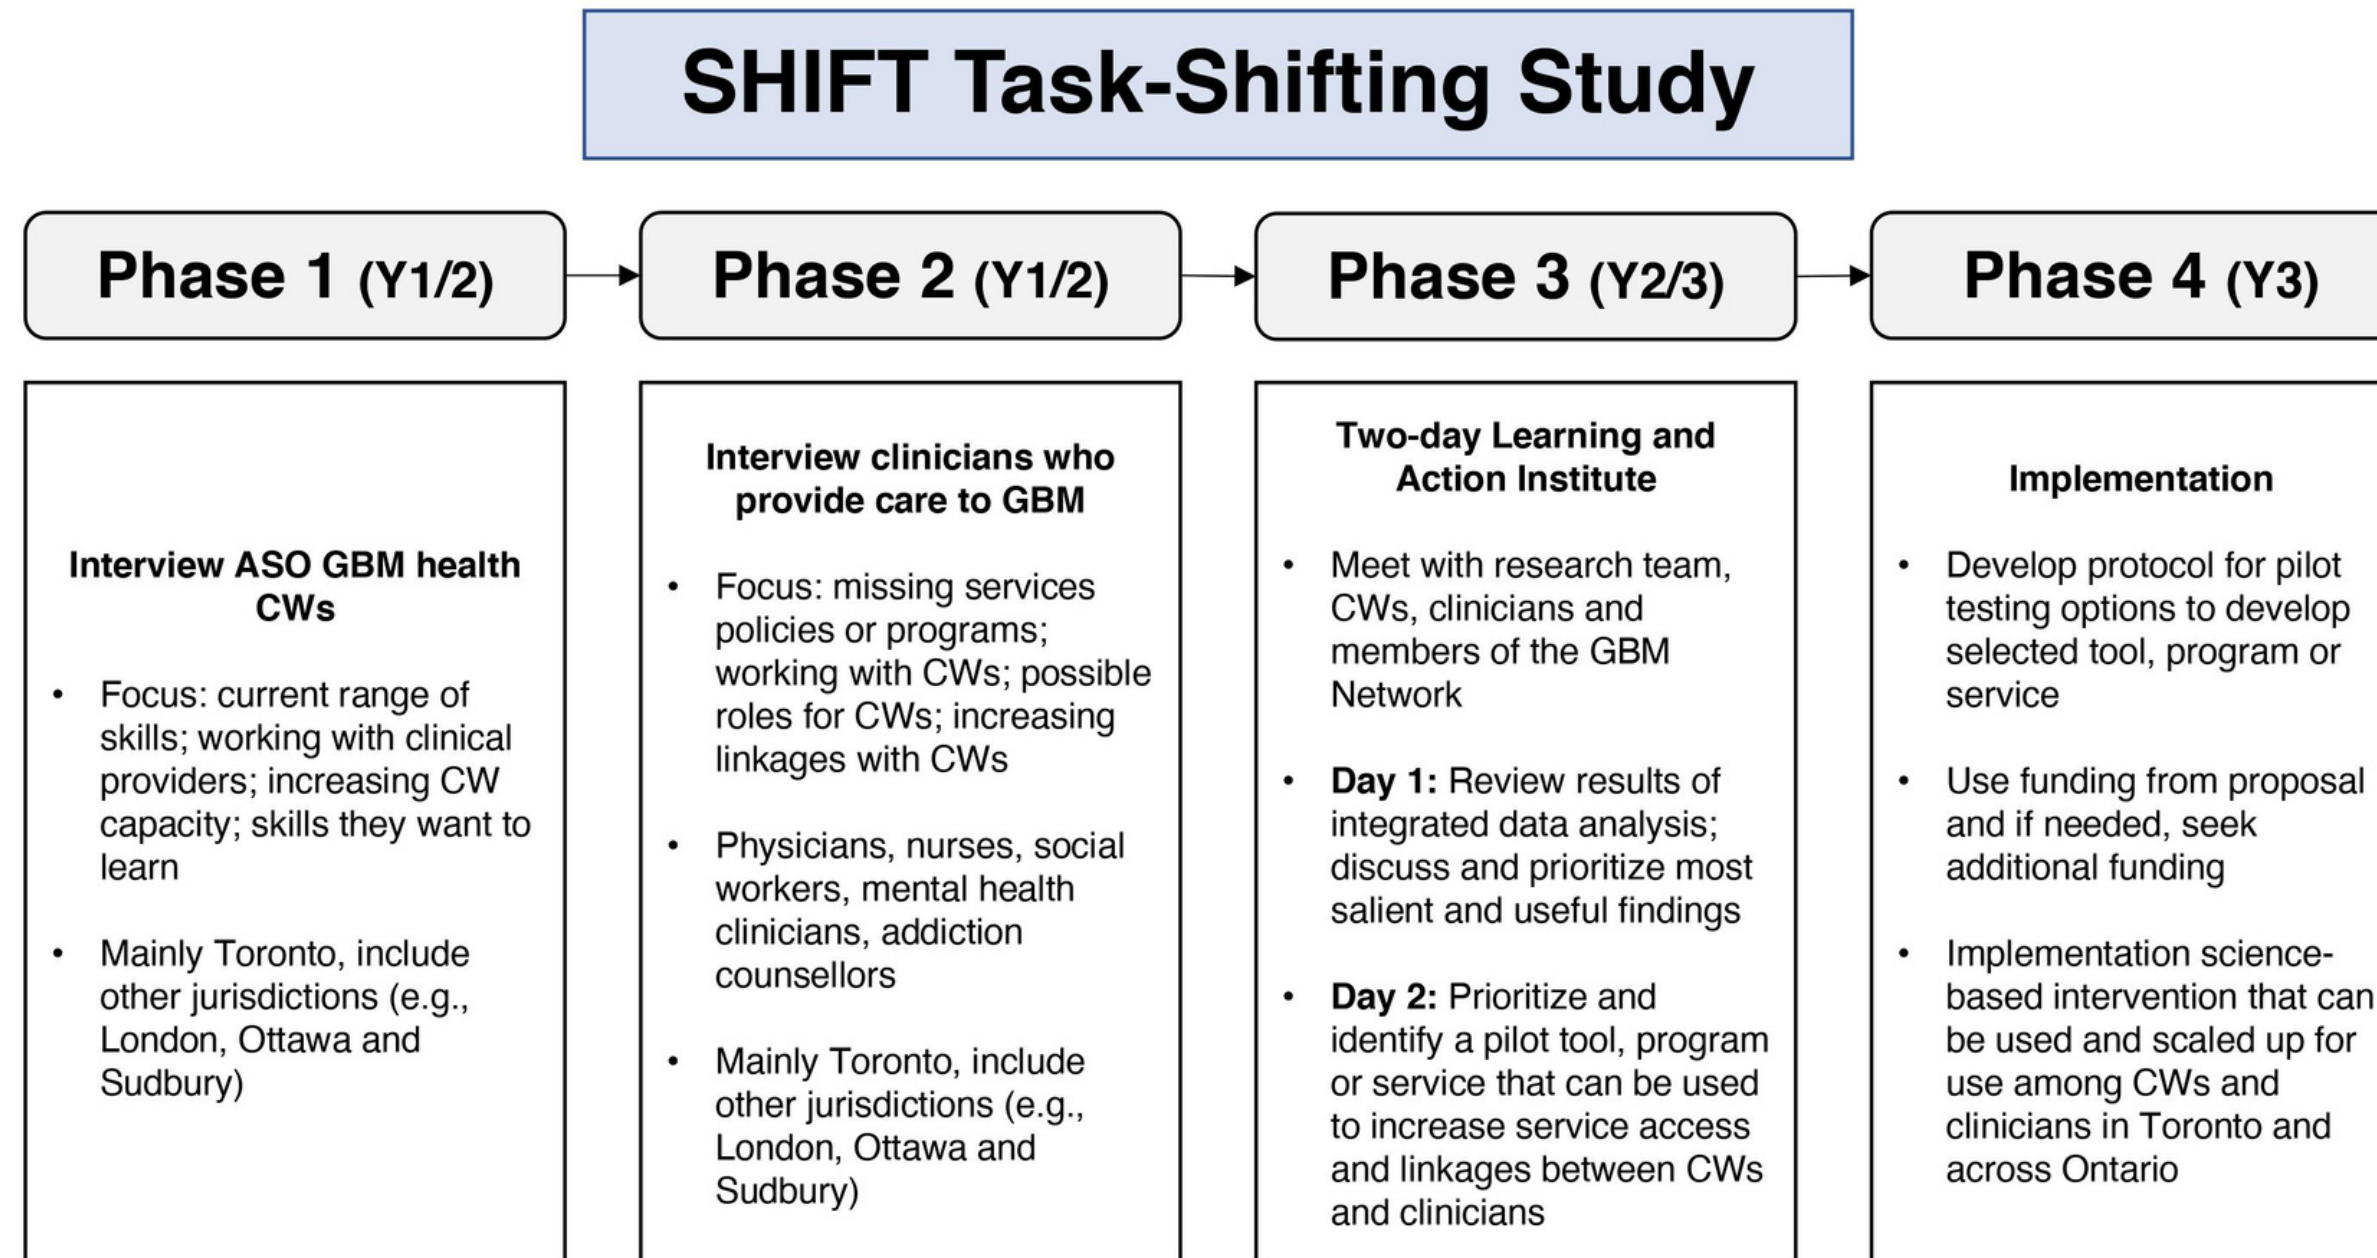 SHIFT Task-Shifting Study
Phase 1 (Y1/2)
Phase 2 (Y1/2)
Phase 3 (Y2/3)
Phase 4 (Y3)
Interview ASO GBM health
CWs
• Focus: current range of
skills; working with clinical
providers; increasing CW
capacity; skills they want to
learn
• Mainly Toronto, include
other jurisdictions (e.g.,
London, Ottawa and
Sudbury)
Interview clinicians who
provide care to GBM
• Focus: missing services
policies or programs;
working with CWs; possible
roles for CWs; increasing
linkages with CWs
• Physicians, nurses, social
workers, mental health
clinicians, addiction
counsellors
• Mainly Toronto, include
other jurisdictions (e.g.,
London, Ottawa and
Sudbury)
Two-day Learning and
Action Institute
• Meet with research team,
CWs, clinicians and
members of the GBM
Network
• Day 1: Review results of
integrated data analysis;
discuss and prioritize most
salient and useful findings
• Day 2: Prioritize and
identify a pilot tool, program
or service that can be used
to increase service access
and linkages between CWs
and clinicians
Implementation
• Develop protocol for pilot
testing options to develop
selected tool, program or
service
• Use funding from proposal
and if needed, seek
additional funding
• Implementation science-
based intervention that can
be used and scaled up for
use among CWs and
clinicians in Toronto and
across Ontario